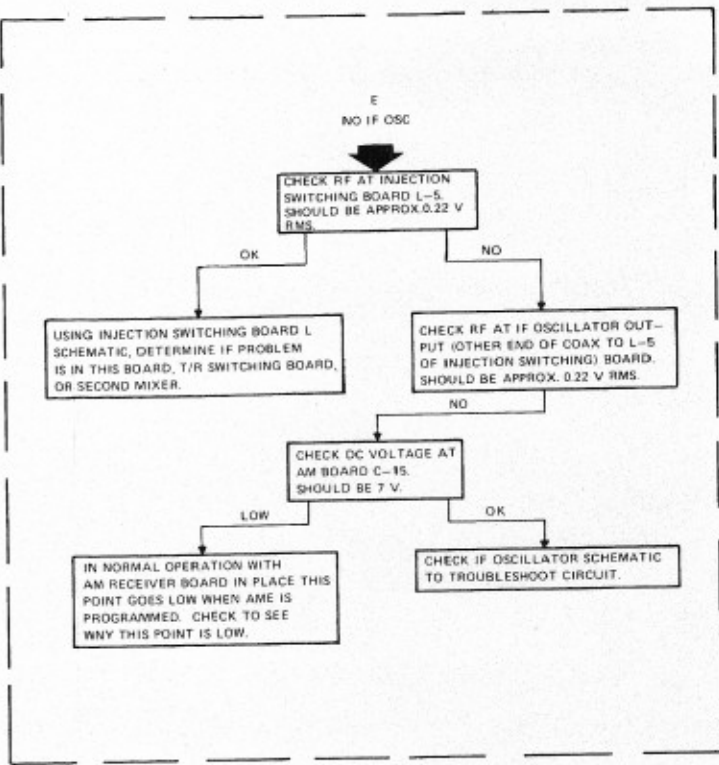 E
NO IF OSC
CHECK RF AT INJECTION
SWITCHING BOARD L-5.
SHOULD BE APPROX.0.22 V
RMS.
OK
NO
USING INJECTION SWITCHING BOARD L
SCHEMATIC, DETERMINE IF PROBLEM
IS IN THIS BOARD, T/R SWITCHING BOARD,
OR SECOND MIXER.
CHECK RF AT IF OSCILLATOR OUT-
PUT (OTHER END OF COAX TO L-5
OF INJECTION SWITCHING) BOARD.
SHOULD BE APPROX. 0.22 V RMS.
NO
CHECK DC VOLTAGE AT
AM BOARD C-15.
SHOULD BE 7 V.
LOW
OK
IN NORMAL OPERATION WITH
AM RECEIVER BOARD IN PLACE THIS
POINT GOES LOW WHEN AME IS
PROGRAMMED. CHECK TO SEE
WNY THIS POINT IS LOW.
CHECK IF OSCILLATOR SCHEMATIC
TO TROUBLESHOOT CIRCUIT.